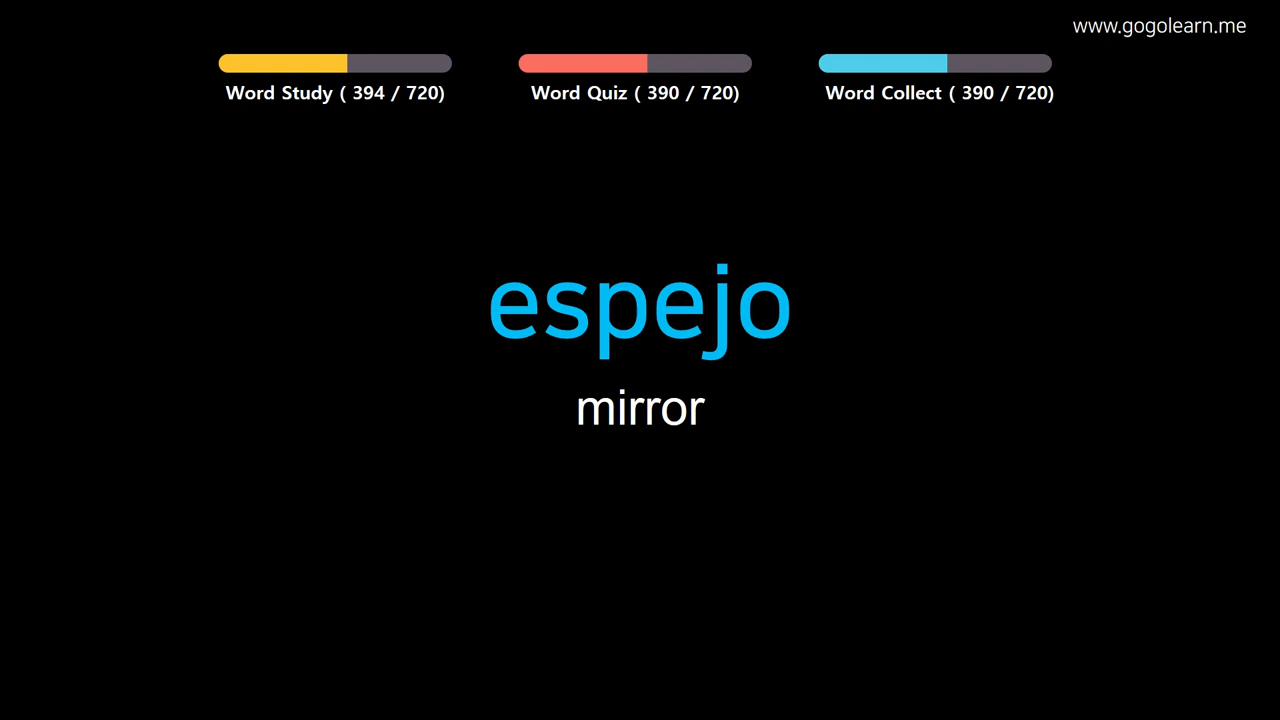 www.gogolearn.me
Word Study ( 394 / 720)
Word Quiz ( 390 / 720)
Word Collect ( 390 / 720)
espejo
mirror